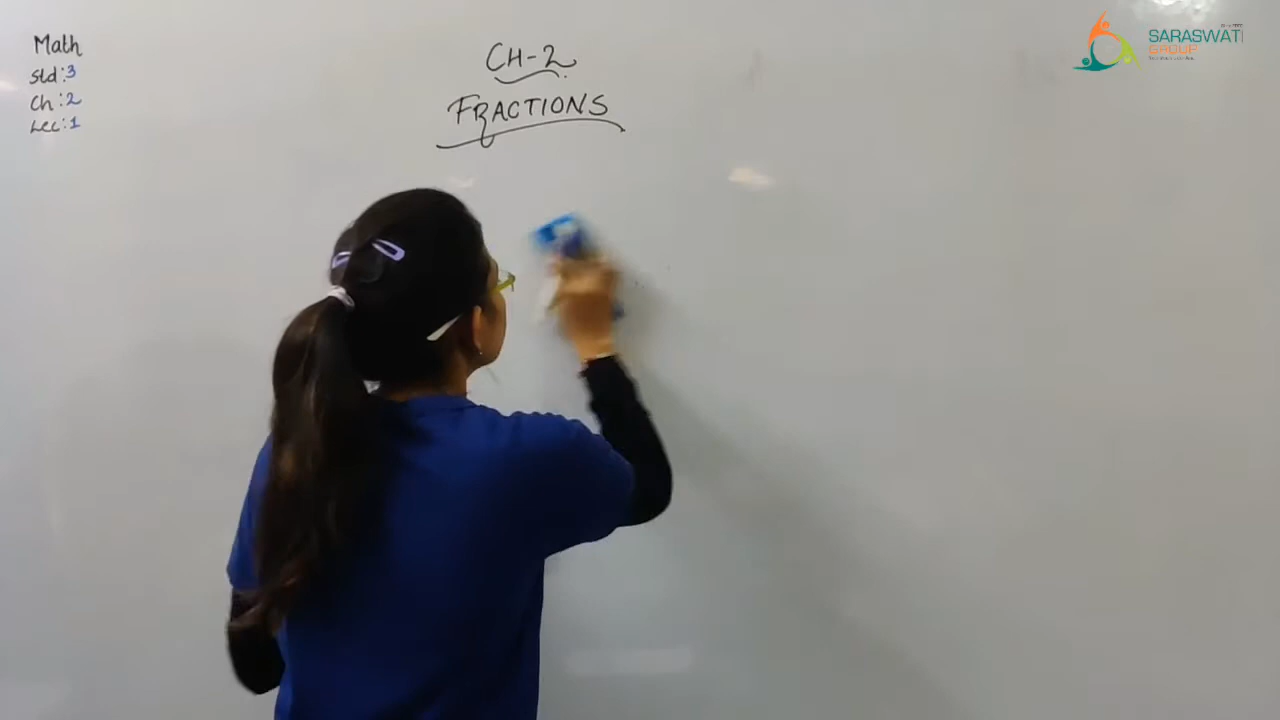 Math
Std:3
Ch:2
Lec:1
CH-2
FRACTIONS
SARASWATI
GROUP